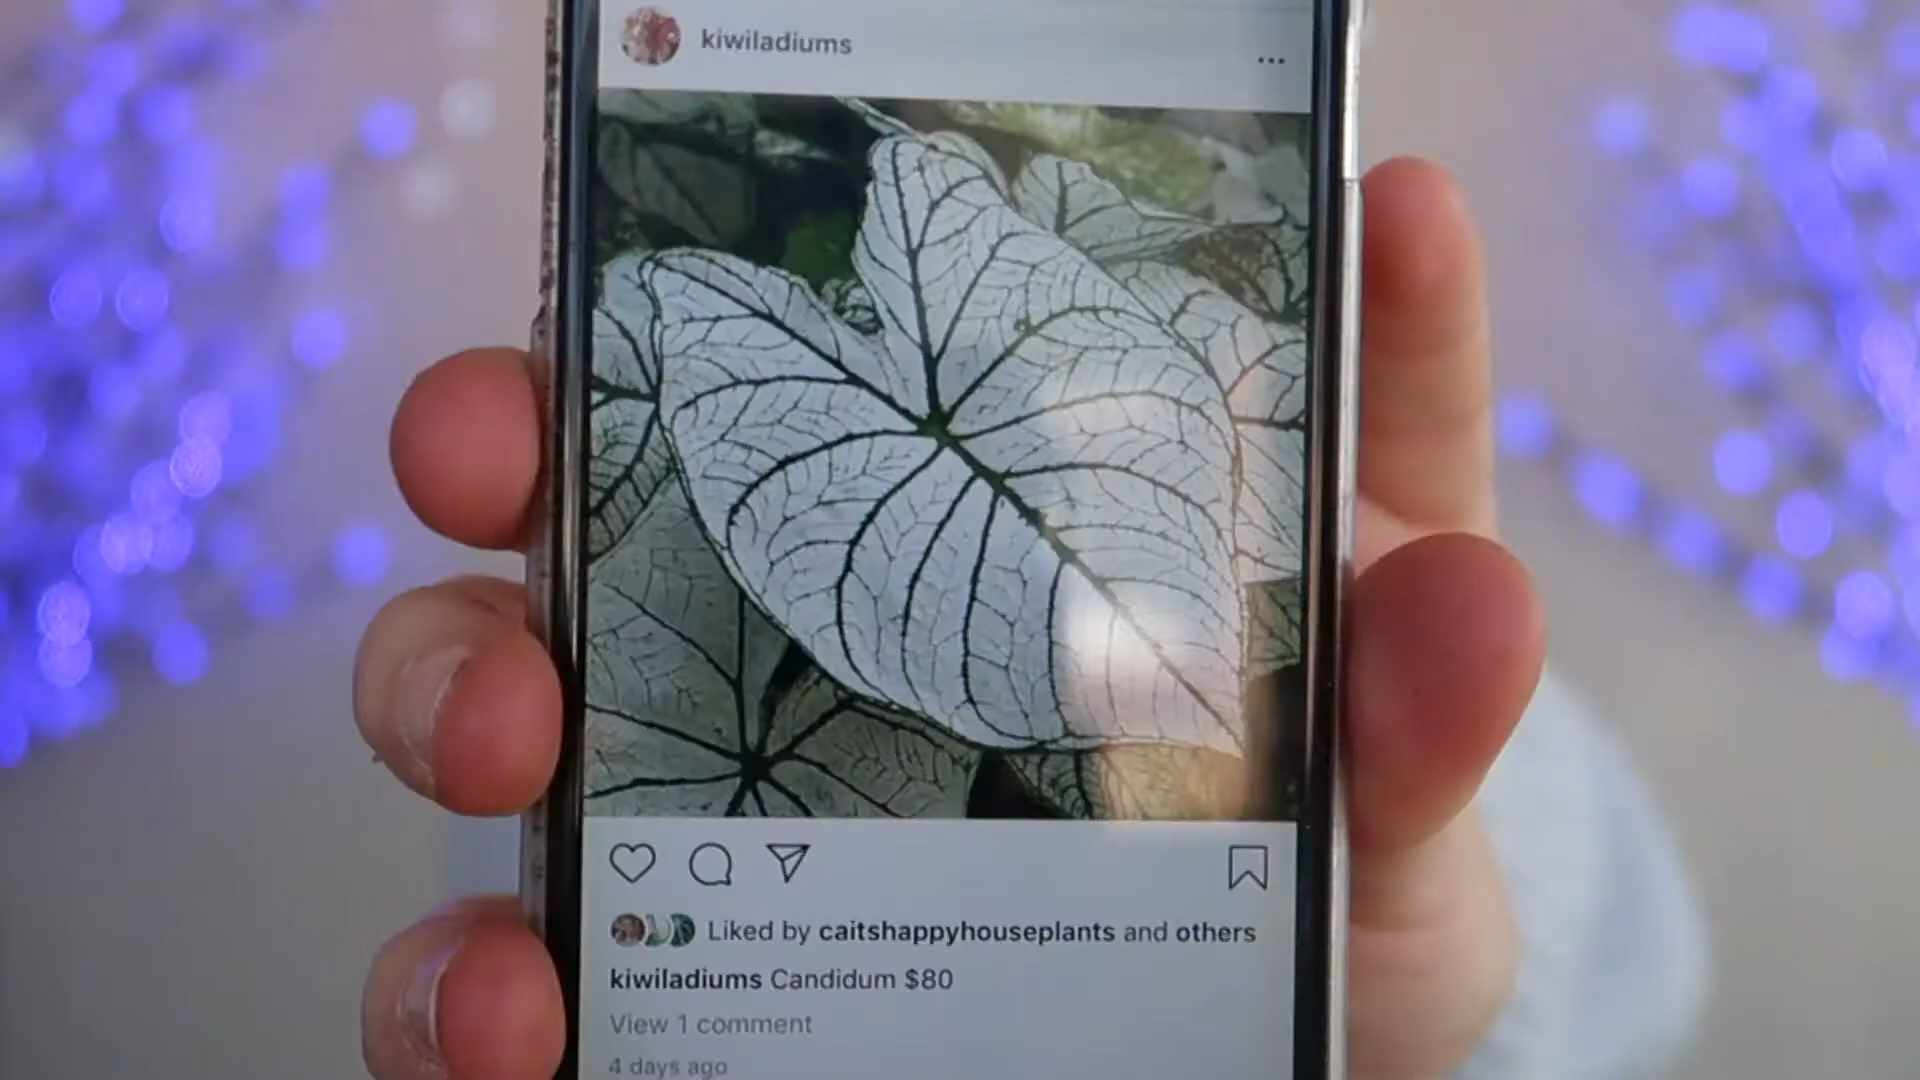 kiwiladiums
Liked by caitshappyhouseplants and others
kiwiladiums Candidum $80
View 1 comment
4 days ago